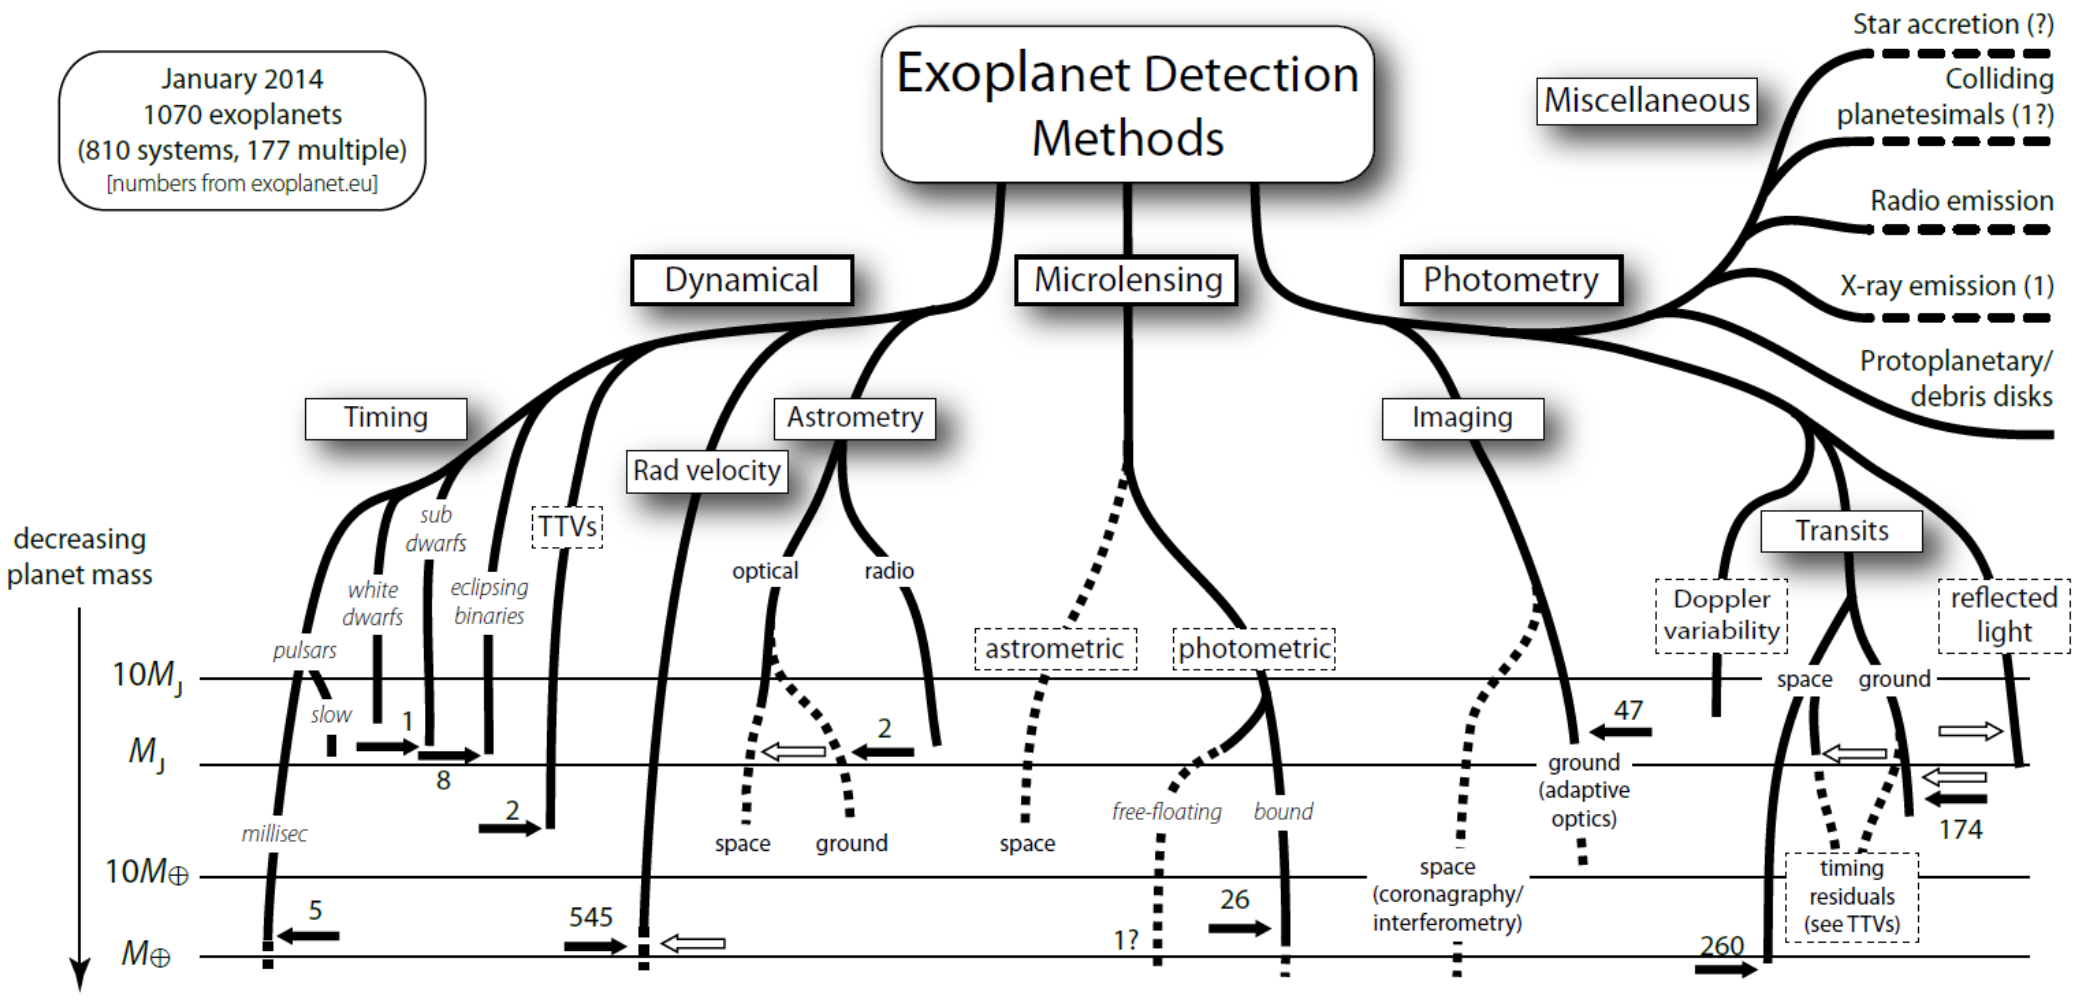 January 2014
1070 exoplanets
(810 systems, 177 multiple)
[numbers from exoplanet.eu]
Exoplanet Detection
Methods
Miscellaneous
Star accretion (?)
Colliding
planetesimals (1?)
Radio emission
X-ray emission (1)
Protoplanetary/
debris disks
Dynamical
Microlensing
Photometry
Timing
Astrometry
Rad velocity
Imaging
TTVs
Transits
decreasing
planet mass
pulsars
slow
millisec
white
dwarfs
sub
dwarfs
eclipsing
binaries
optical
radio
space
ground
astrometric
space
photometric
free-floating
bound
ground
(adaptive
optics)
space
(coronagraphy/
interferometry)
Doppler
variability
reflected
light
space
ground
timing
residuals
(see TTVs)
10M_J
M_J
10M⊕
M⊕
1
8
2
5
545
2
1?
26
47
174
260